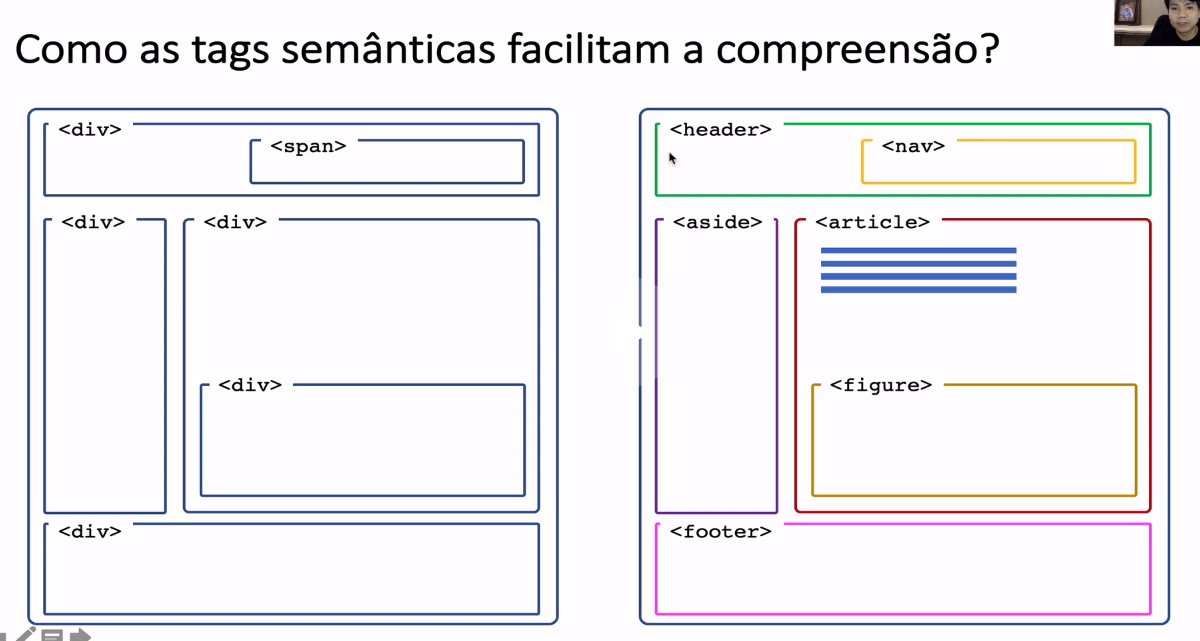 Como as tags semânticas facilitam a compreensão?
<div>
<span>
<div>
<div>
<div>
<div>
<header>
<nav>
<aside>
<article>
<figure>
<footer>